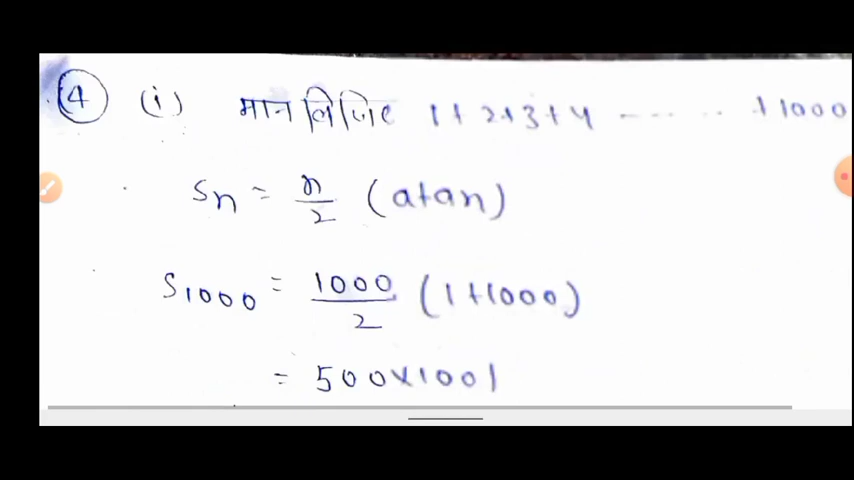 ④ (i) मान लिजिए 1+2+3+4 ------ +1000
Sn = n/2 (a+an)
S1000 = 1000/2 (1+1000)
= 500×1001